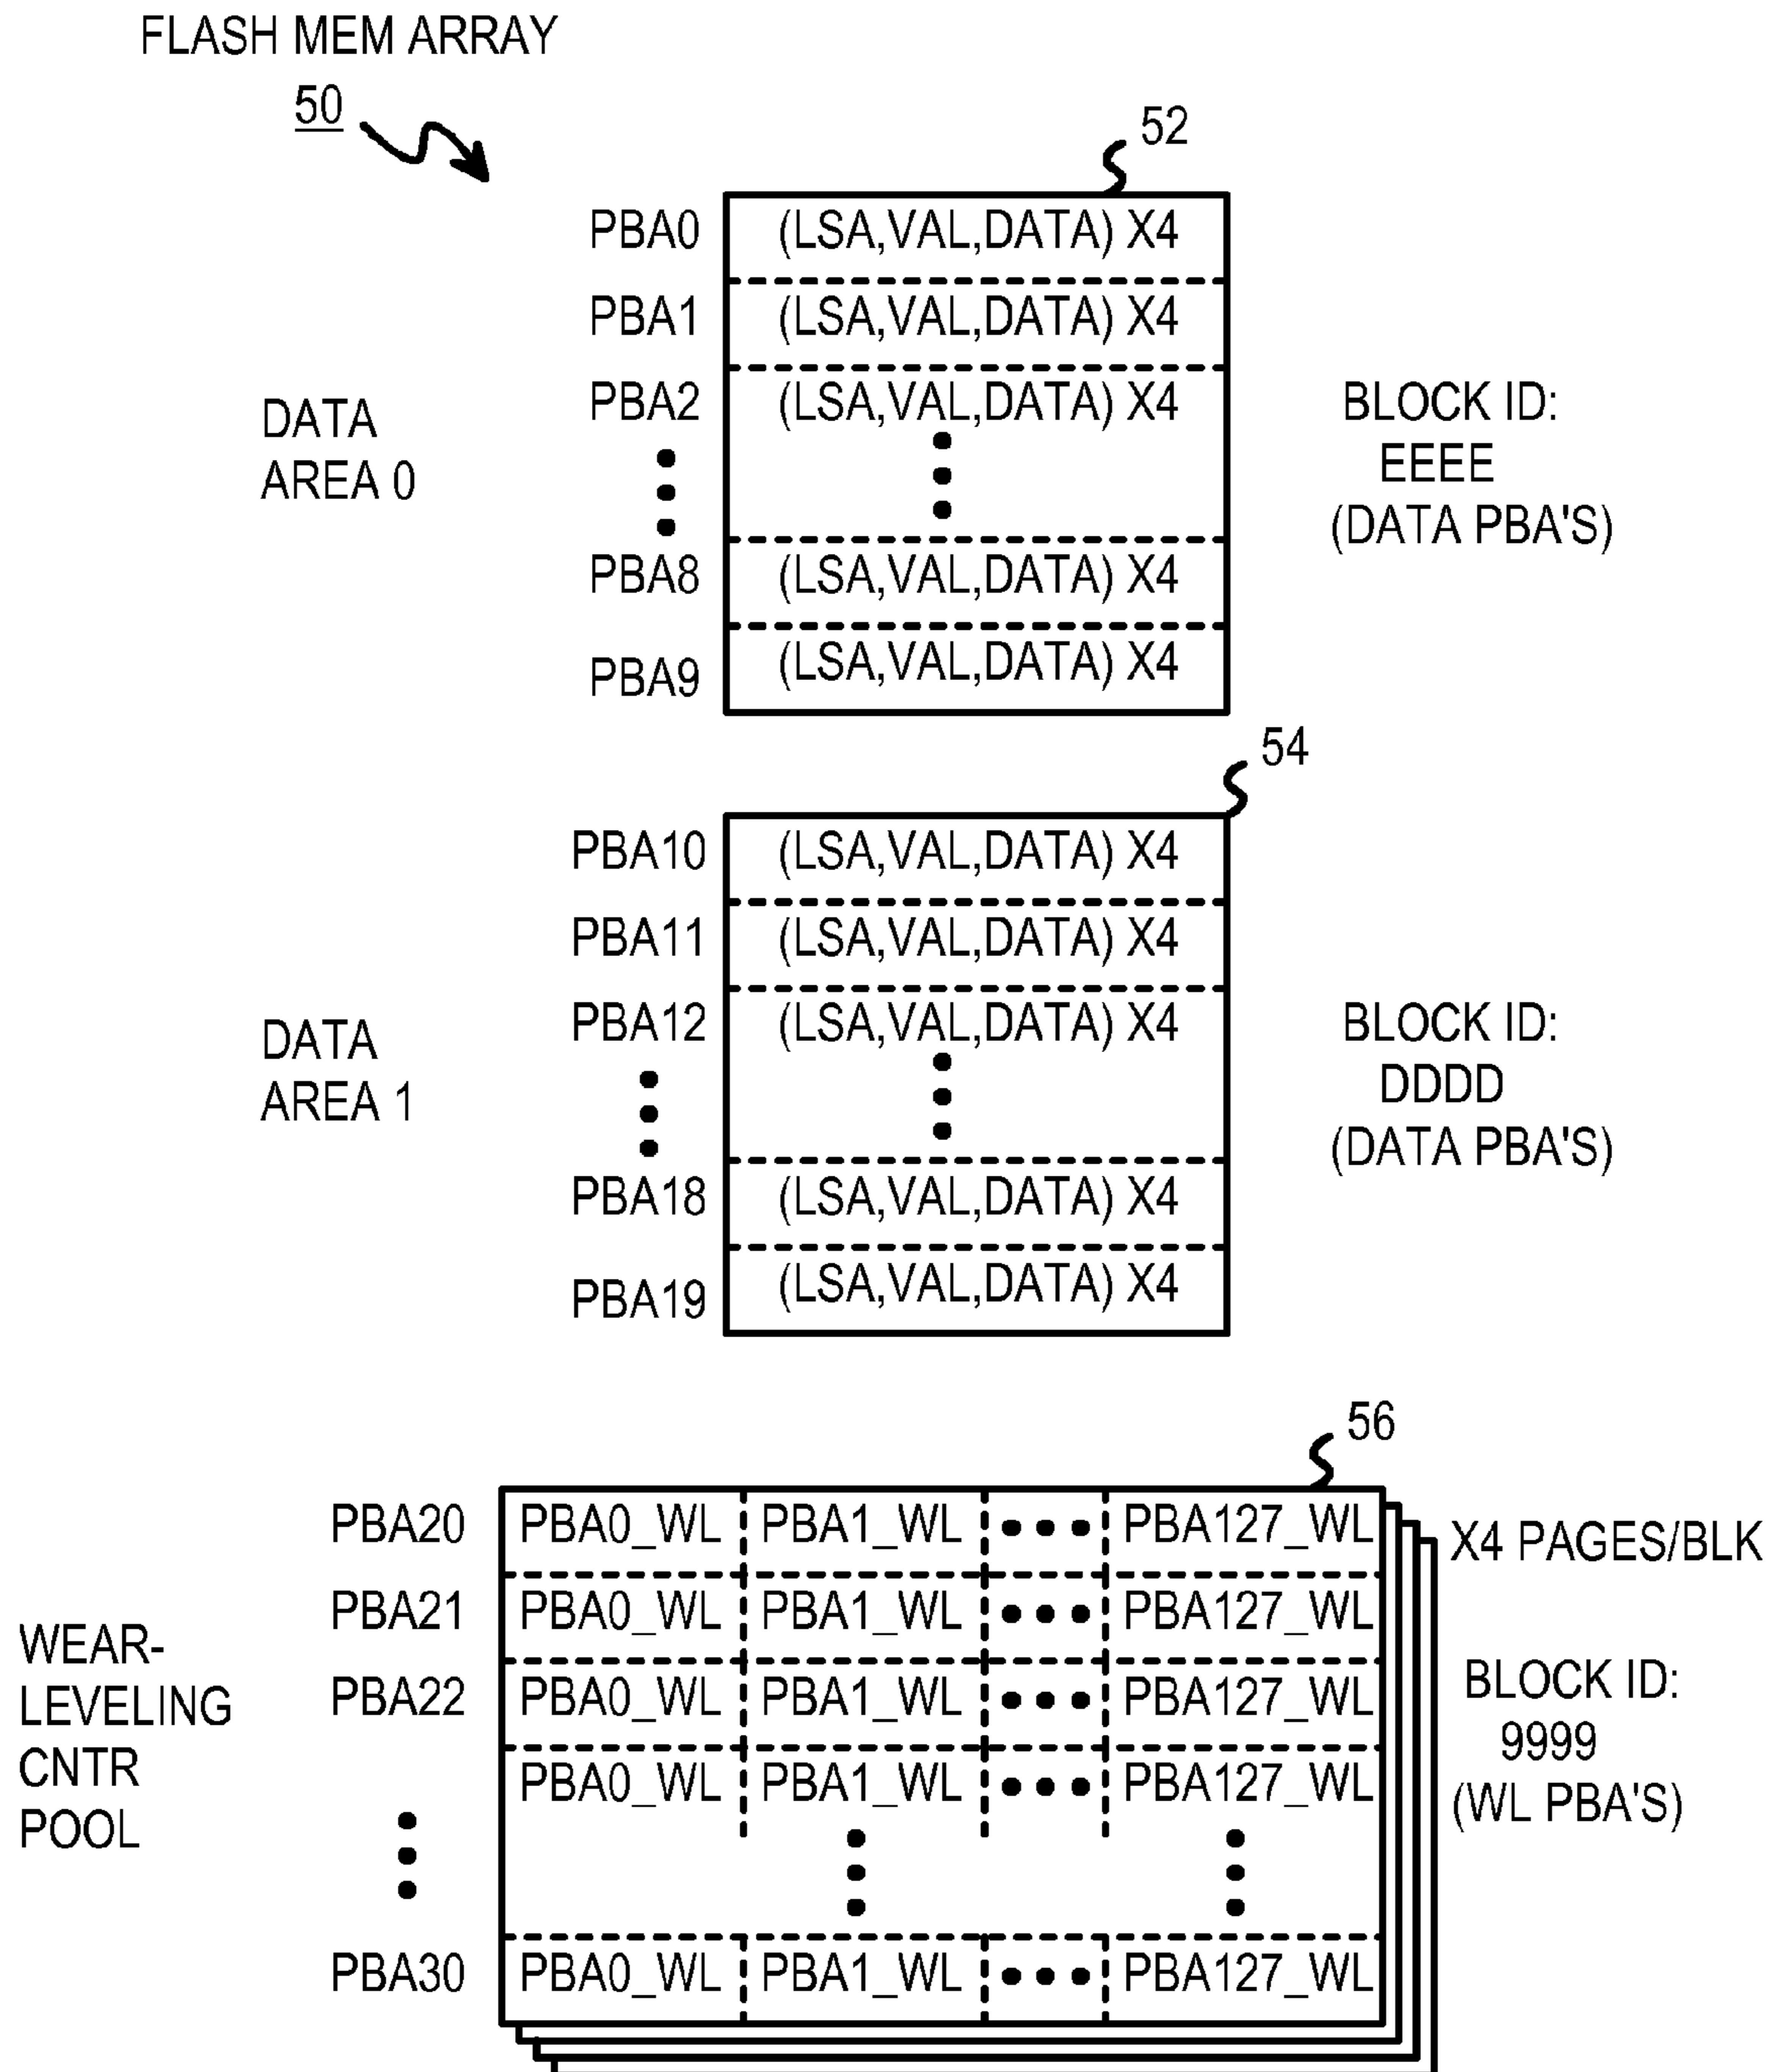 FLASH MEM ARRAY
50
52
PBA0 (LSA,VAL,DATA) X4
PBA1 (LSA,VAL,DATA) X4
PBA2 (LSA,VAL,DATA) X4
DATA
AREA 0
BLOCK ID:
EEEE
(DATA PBA'S)
PBA8 (LSA,VAL,DATA) X4
PBA9 (LSA,VAL,DATA) X4
54
PBA10 (LSA,VAL,DATA) X4
PBA11 (LSA,VAL,DATA) X4
PBA12 (LSA,VAL,DATA) X4
DATA
AREA 1
BLOCK ID:
DDDD
(DATA PBA'S)
PBA18 (LSA,VAL,DATA) X4
PBA19 (LSA,VAL,DATA) X4
56
PBA20 PBA0_WL PBA1_WL PBA127_WL
X4 PAGES/BLK
PBA21 PBA0_WL PBA1_WL PBA127_WL
PBA22 PBA0_WL PBA1_WL PBA127_WL
PBA0_WL PBA1_WL PBA127_WL
WEAR-
LEVELING
CNTR
POOL
BLOCK ID:
9999
(WL PBA'S)
PBA30 PBA0_WL PBA1_WL PBA127_WL